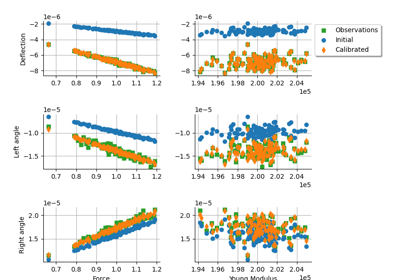 1e−6
1e−6
Deflection
−2
−4
−6
−8
−2
−4
−6
−8
Observations
Initial
Calibrated
0.7 0.8 0.9 1.0 1.1 1.2
1.94 1.96 1.98 2.00 2.02 2.04
1e5
1e−5
1e−5
Left angle
−1.0
−1.5
−1.0
−1.5
0.7 0.8 0.9 1.0 1.1 1.2
1.94 1.96 1.98 2.00 2.02 2.04
1e5
1e−5
1e−5
Right angle
2.0
1.5
2.0
1.5
0.7 0.8 0.9 1.0 1.1 1.2
1.94 1.96 1.98 2.00 2.02 2.04
1e5
Force
Young Modulus